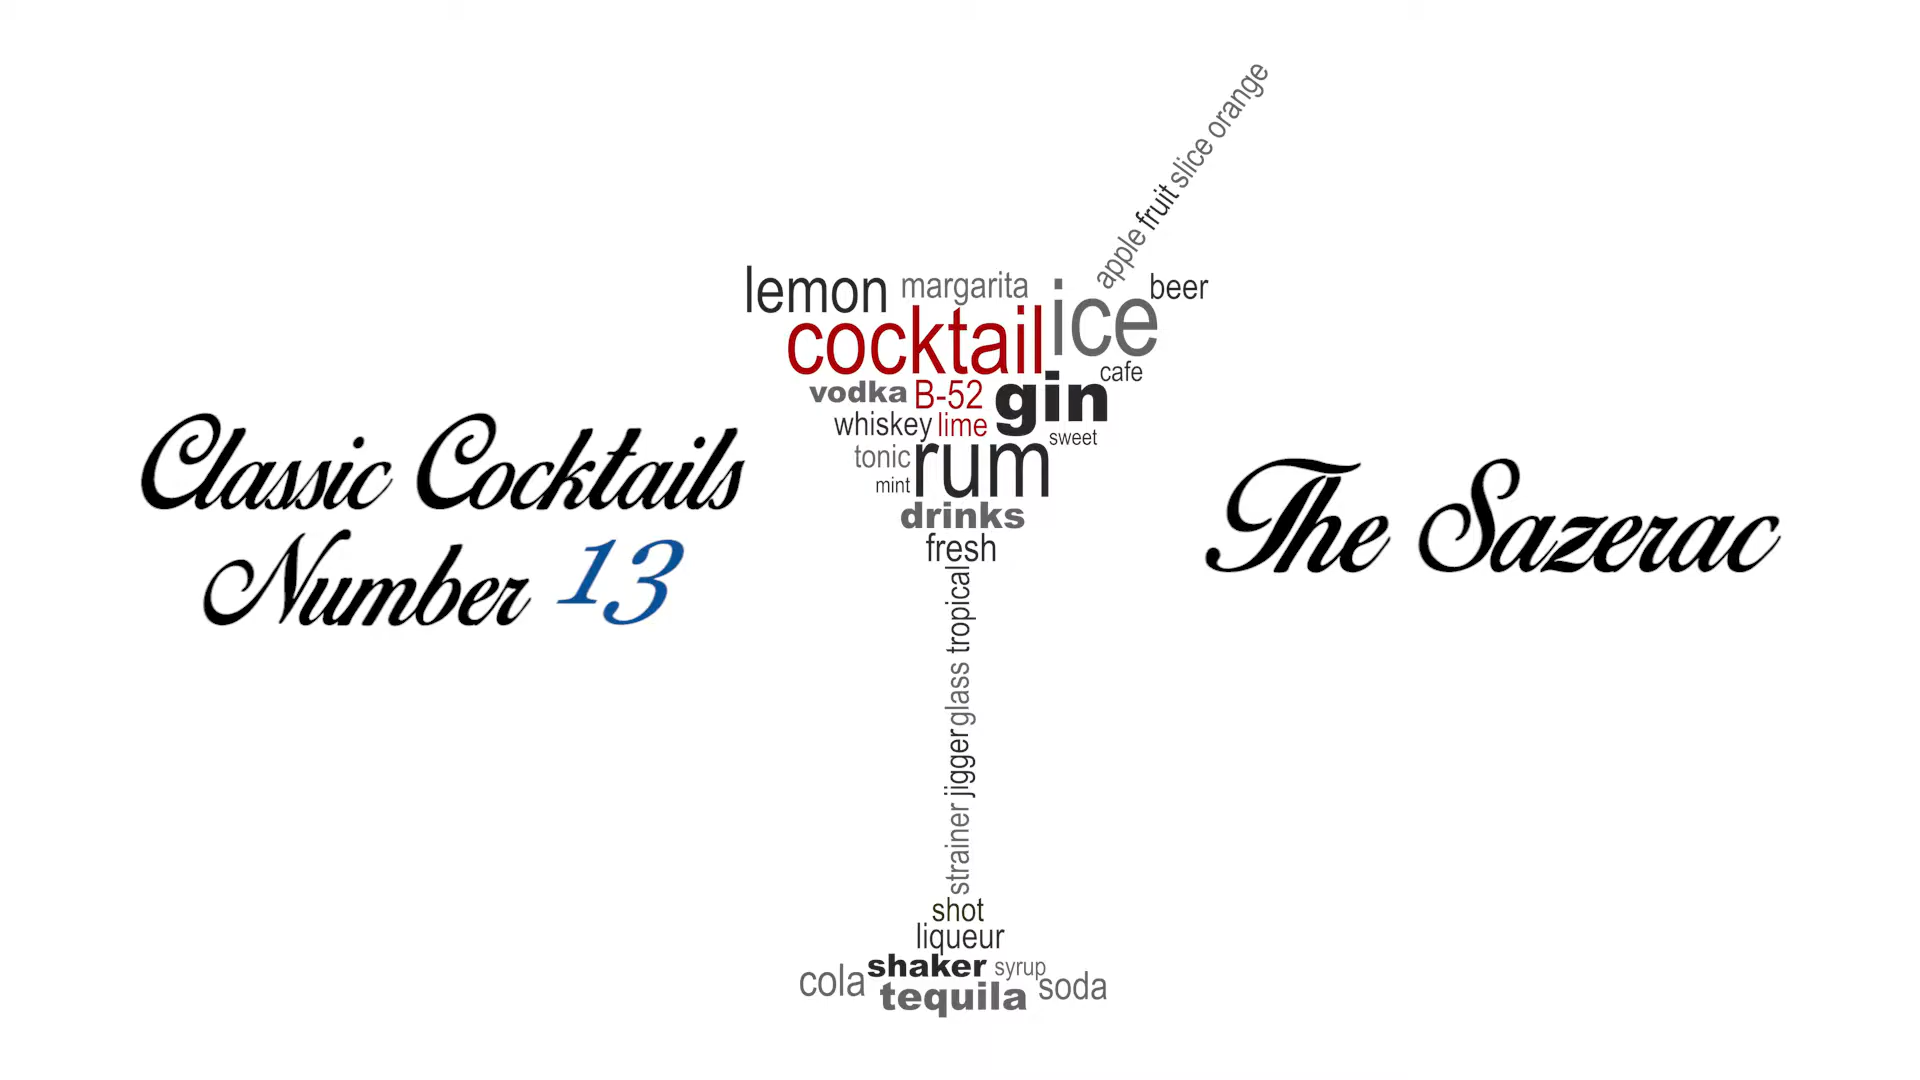 Classic Cocktails
Number 13
apple fruit slice orange
lemon margarita ice beer
cocktail
cafe
vodka B-52 gin
whiskey lime sweet
tonic rum
mint
drinks
fresh
strainer jigger glass tropical
shot
liqueur
cola shaker syrup soda
tequila
The Sazerac